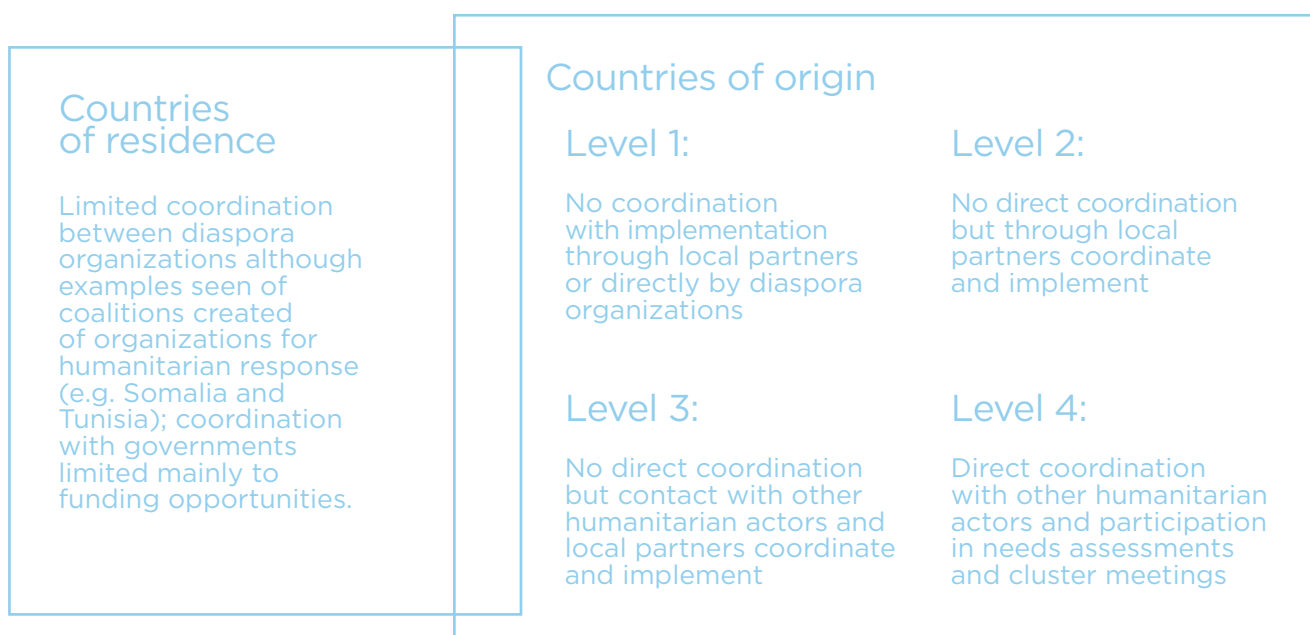 Countries
of residence
Limited coordination
between diaspora
organizations although
examples seen of
coalitions created
of organizations for
humanitarian response
(e.g. Somalia and
Tunisia); coordination
with governments
limited mainly to
funding opportunities.
Countries of origin
Level 1:
No coordination
with implementation
through local partners
or directly by diaspora
organizations
Level 2:
No direct coordination
but through local
partners coordinate
and implement
Level 3:
No direct coordination
but contact with other
humanitarian actors and
local partners coordinate
and implement
Level 4:
Direct coordination
with other humanitarian
actors and participation
in needs assessments
and cluster meetings